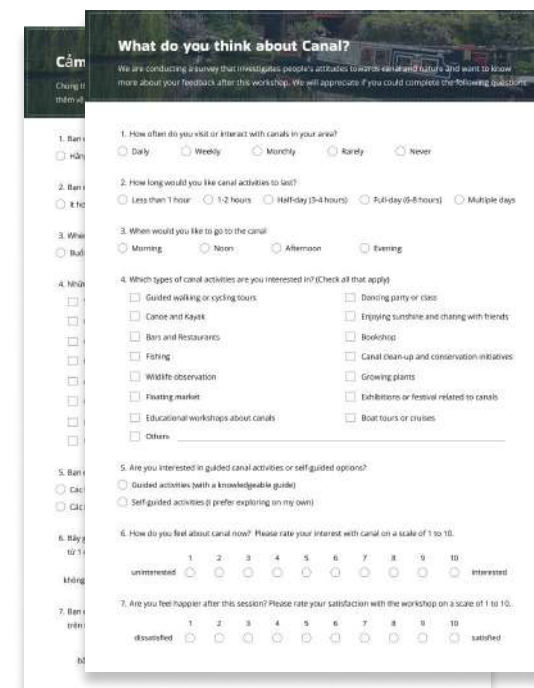 What do you think about Canal?
We are conducting a survey that investigates people's attitudes towards canal and nature and want to know
more about your feedback after this workshop. We will appreciate if you could complete the following questions
1. How often do you visit or interact with canals in your area?
Daily Weekly Monthly Rarely Never
2. How long would you like canal activities to last?
Less than 1 hour 1-2 hours Half-day (3-4 hours) Full-day (6-8 hours) Multiple days
3. When would you like to go to the canal
Morning Noon Afternoon Evening
4. Which types of canal activities are you interested in? (Check all that apply)
Guided walking or cycling tours Dancing party or class
Canoe and Kayak Enjoying sunshine and chating with friends
Bars and Restaurants Bookshop
Fishing Canal clean-up and conservation initiatives
Wildlife observation Growing plants
Floating market Exhibitions or festival related to canals
Educational workshops about canals Boat tours or cruises
Others
5. Are you interested in guided canal activities or self-guided options?
Guided activities (with a knowledgeable guide)
Self-guided activities (I prefer exploring on my own)
6. How do you feel about canal now? Please rate your interest with canal on a scale of 1 to 10.
1 2 3 4 5 6 7 8 9 10
uninterested interested
7. Are you feel happier after this session? Please rate your satisfaction with the workshop on a scale of 1 to 10.
1 2 3 4 5 6 7 8 9 10
dissatisfied satisfied
Cảm
1. Bạn
2. Bạn
5. Bạn
7. Bạn